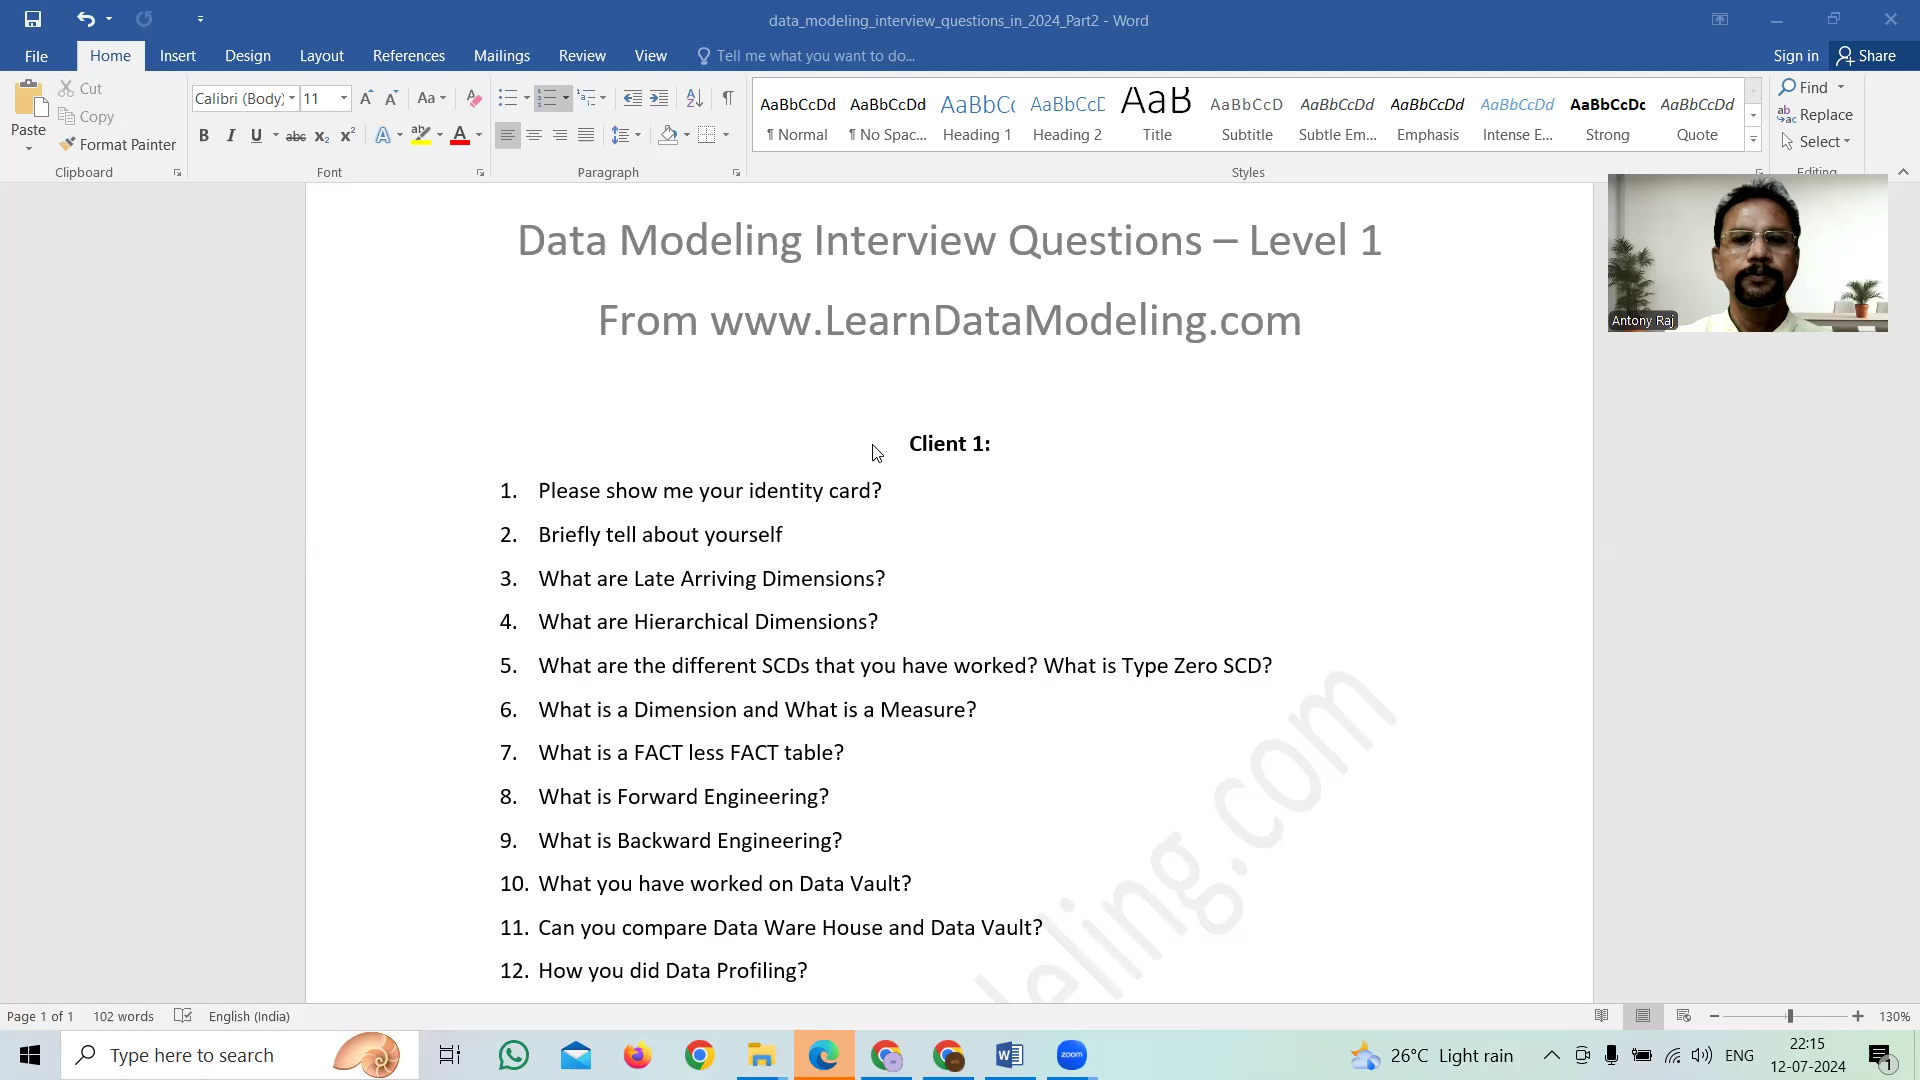 data_modeling_interview_questions_in_2024_Part2 - Word
File Home Insert Design Layout References Mailings Review View Tell me what you want to do... Sign in Share
Paste Cut Copy Format Painter
Clipboard
Calibri (Body) 11
Font
Paragraph
AaBbCcDd AaBbCcDd AaBbCc AaBbCcD AaB AaBbCcD AaBbCcDd AaBbCcDd AaBbCcDd AaBbCcDc AaBbCcDd
¶ Normal ¶ No Spac... Heading 1 Heading 2 Title Subtitle Subtle Em... Emphasis Intense E... Strong Quote
Styles
Find
Replace
Select
Editing
Antony Raj
Data Modeling Interview Questions – Level 1
From www.LearnDataModeling.com
Client 1:
1. Please show me your identity card?
2. Briefly tell about yourself
3. What are Late Arriving Dimensions?
4. What are Hierarchical Dimensions?
5. What are the different SCDs that you have worked? What is Type Zero SCD?
6. What is a Dimension and What is a Measure?
7. What is a FACT less FACT table?
8. What is Forward Engineering?
9. What is Backward Engineering?
10. What you have worked on Data Vault?
11. Can you compare Data Ware House and Data Vault?
12. How you did Data Profiling?
eling.com
Page 1 of 1 102 words English (India) 130%
Type here to search
zoom
26°C Light rain
ENG
22:15
12-07-2024
1